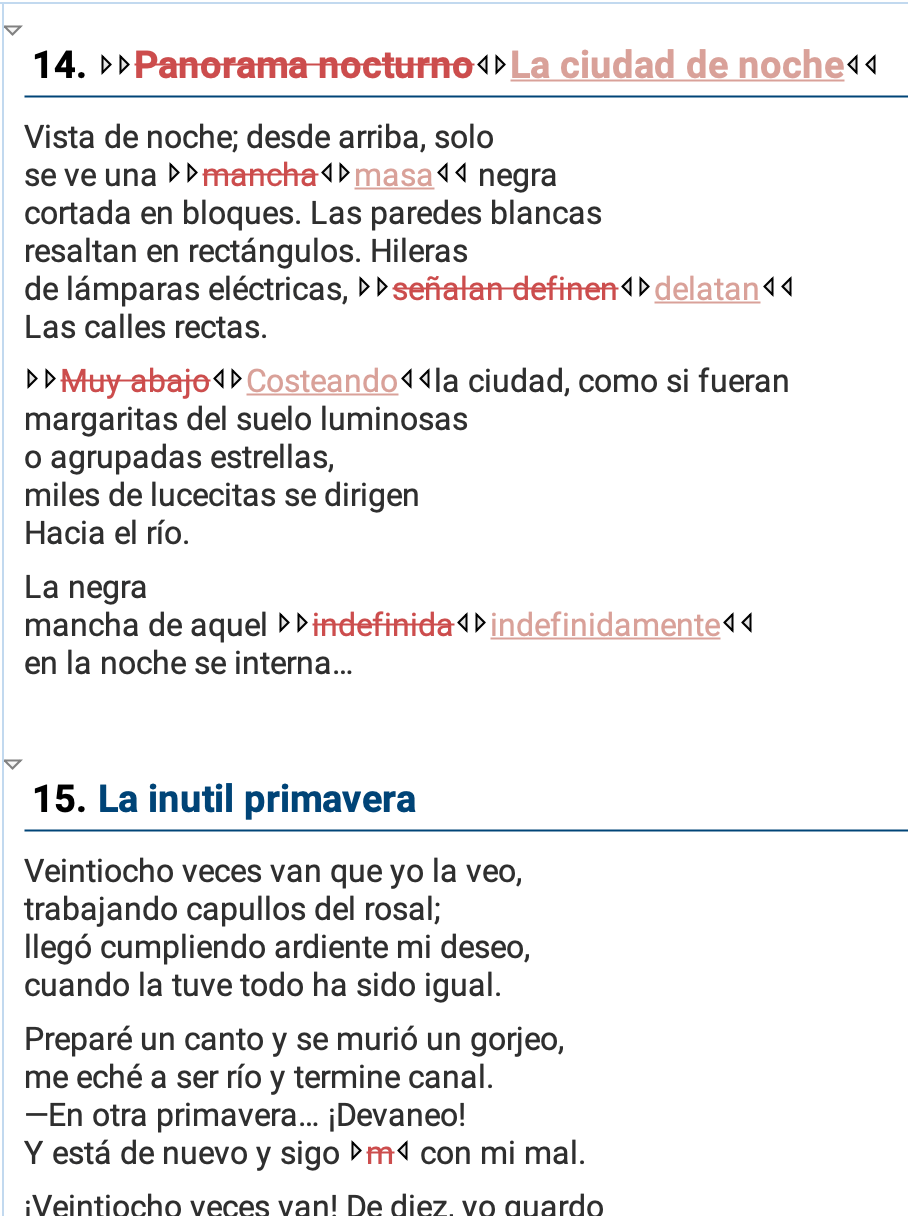 14. ▷▷Panorama nocturno◁▷La ciudad de noche◁◁
Vista de noche; desde arriba, solo
se ve una ▷▷mancha◁▷masa◁◁ negra
cortada en bloques. Las paredes blancas
resaltan en rectángulos. Hileras
de lámparas eléctricas, ▷▷señalan definen◁▷delatan◁◁
Las calles rectas.
▷▷Muy abajo◁▷Costeando◁◁la ciudad, como si fueran
margaritas del suelo luminosas
o agrupadas estrellas,
miles de lucecitas se dirigen
Hacia el río.
La negra
mancha de aquel ▷▷indefinida◁▷indefinidamente◁◁
en la noche se interna...
15. La inutil primavera
Veintiocho veces van que yo la veo,
trabajando capullos del rosal;
llegó cumpliendo ardiente mi deseo,
cuando la tuve todo ha sido igual.
Preparé un canto y se murió un gorjeo,
me eché a ser río y termine canal.
—En otra primavera... ¡Devaneo!
Y está de nuevo y sigo ▷m◁ con mi mal.
¡Veintiocho veces van! De diez, yo guardo